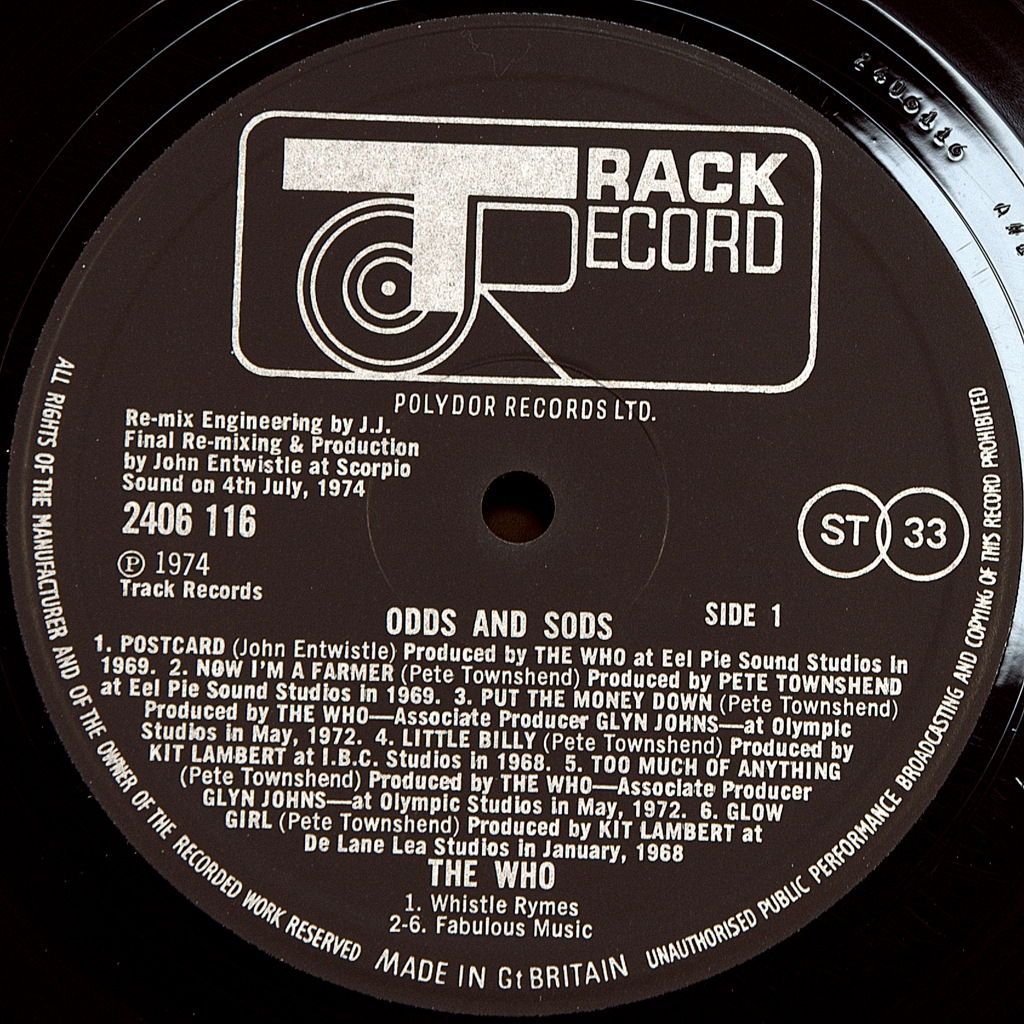 TRACK
RECORD
POLYDOR RECORDS LTD.
Re-mix Engineering by J.J.
Final Re-mixing & Production
by John Entwistle at Scorpio
Sound on 4th July, 1974
2406 116
Ⓟ 1974
Track Records
ST 33
ODDS AND SODS
SIDE 1
1. POSTCARD (John Entwistle) Produced by THE WHO at Eel Pie Sound Studios in
1969. 2. NOW I'M A FARMER (Pete Townshend) Produced by PETE TOWNSHEND
at Eel Pie Sound Studios in 1969. 3. PUT THE MONEY DOWN (Pete Townshend)
Produced by THE WHO—Associate Producer GLYN JOHNS—at Olympic
Studios in May, 1972. 4. LITTLE BILLY (Pete Townshend) Produced by
KIT LAMBERT at I.B.C. Studios in 1968. 5. TOO MUCH OF ANYTHING
(Pete Townshend) Produced by THE WHO—Associate Producer
GLYN JOHNS—at Olympic Studios in May, 1972. 6. GLOW
GIRL (Pete Townshend) Produced by KIT LAMBERT at
De Lane Lea Studios in January, 1968
THE WHO
1. Whistle Rymes
2-6. Fabulous Music
ALL RIGHTS OF THE MANUFACTURER AND OF THE OWNER OF THE RECORDED WORK RESERVED
MADE IN Gt BRITAIN
UNAUTHORISED PUBLIC PERFORMANCE BROADCASTING AND COPYING OF THIS RECORD PROHIBITED
2406116